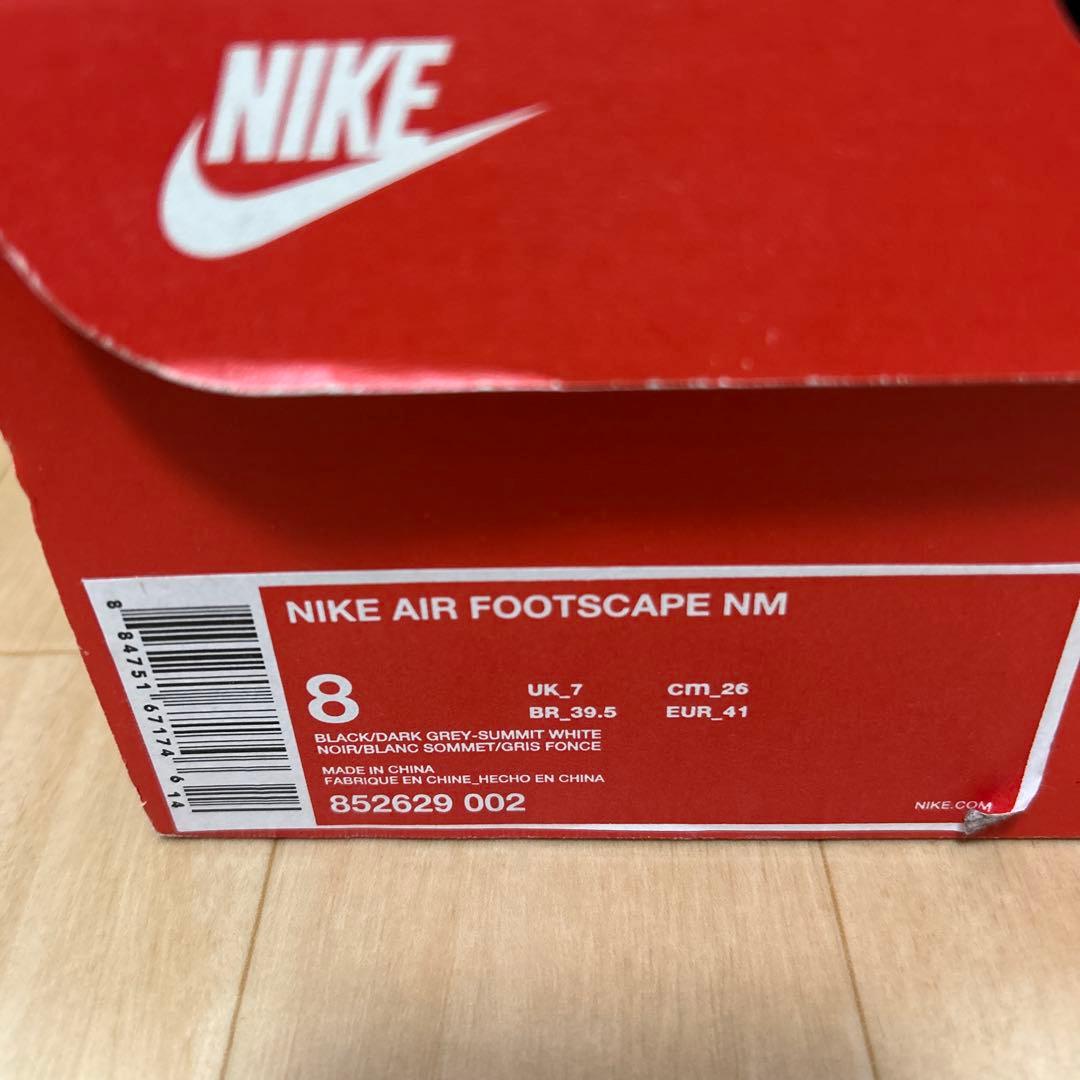 NIKE
NIKE AIR FOOTSCAPE NM
8
UK_7 cm_26
BR_39.5 EUR_41
BLACK/DARK GREY-SUMMIT WHITE
NOIR/BLANC SOMMET/GRIS FONCE
MADE IN CHINA
FABRIQUE EN CHINE_HECHO EN CHINA
852629 002
NIKE.COM
8 84751 67174 6 14